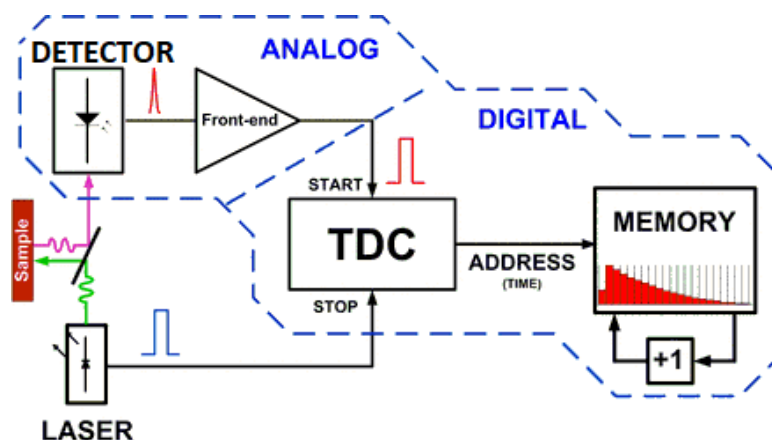 DETECTOR
ANALOG
Front-end
DIGITAL
START
TDC
STOP
ADDRESS
(TIME)
MEMORY
+1
Sample
LASER